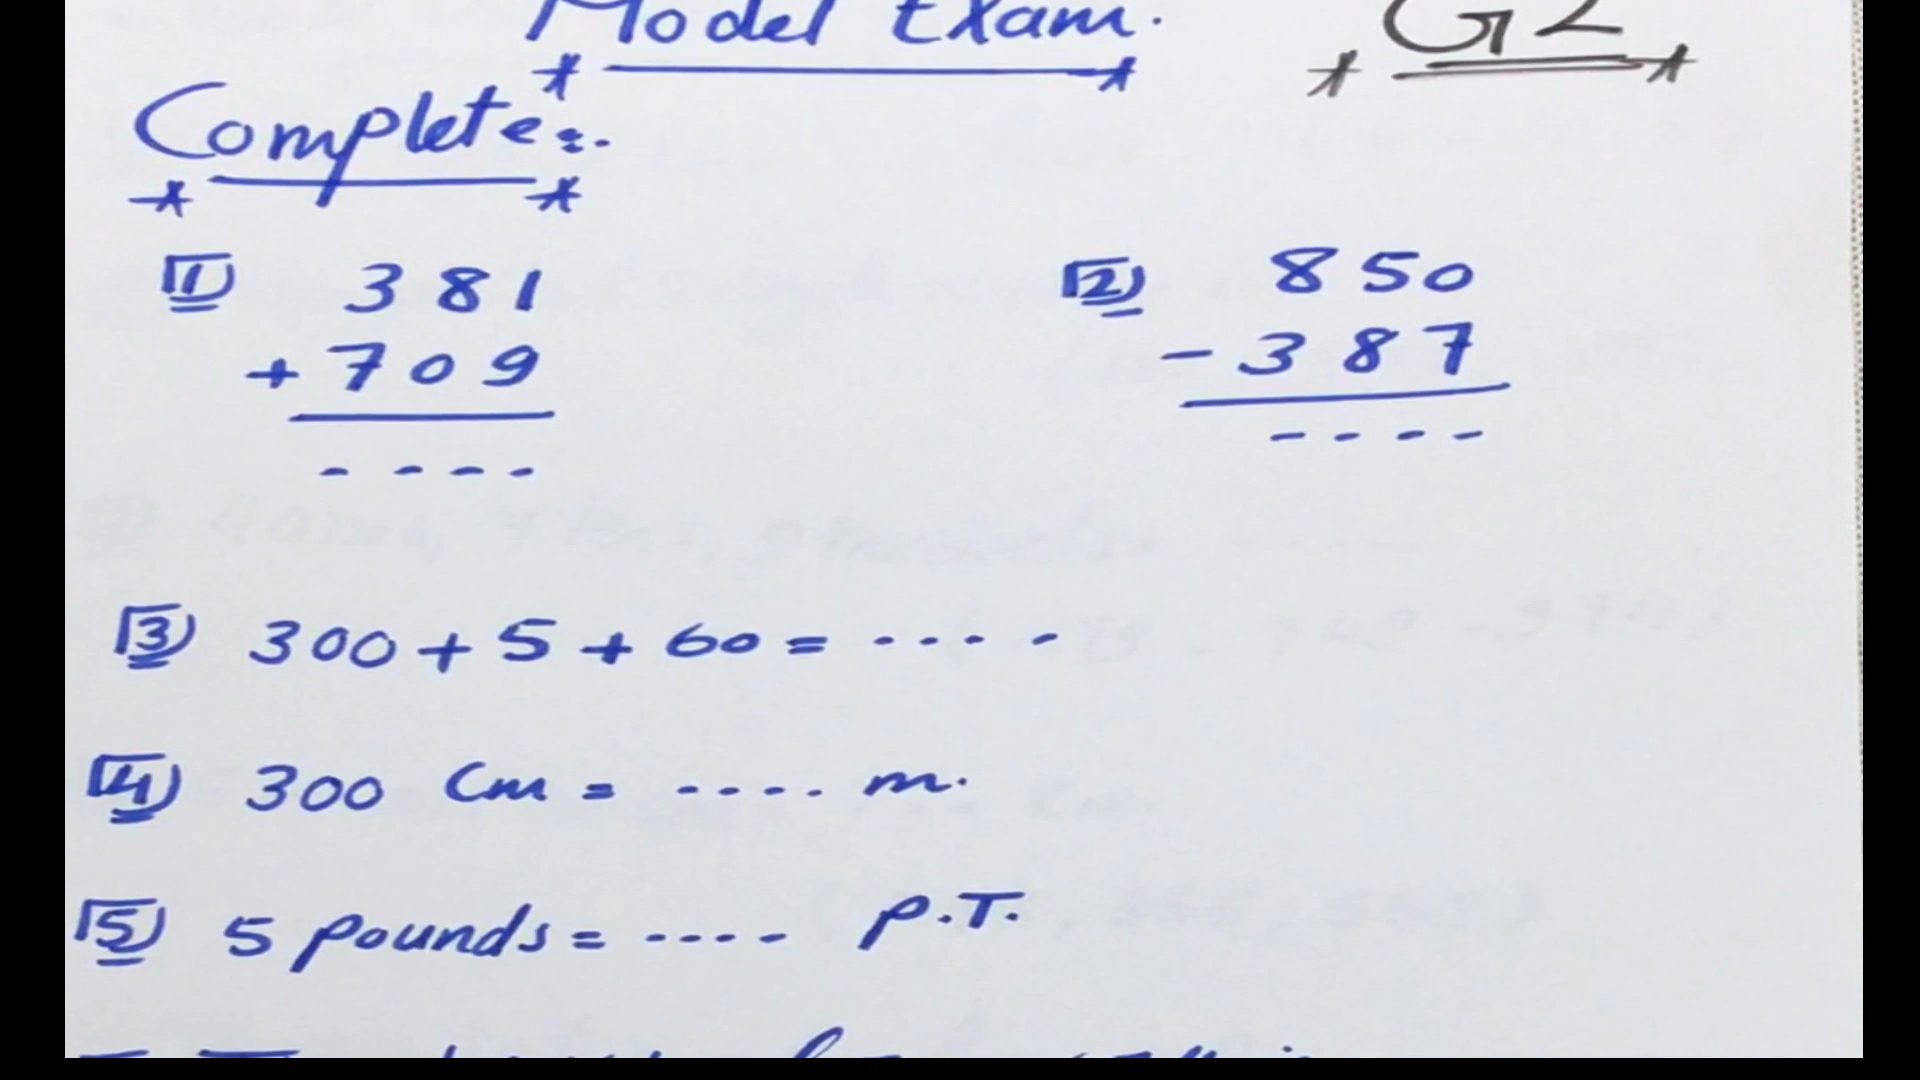 Model Exam. G2
Complete:.
1 381 2 850
+ 709 - 387
- - - - - - - -
3 300 + 5 + 60 = ....
4 300 Cm = .... m.
5 5 pounds = .... P.T.